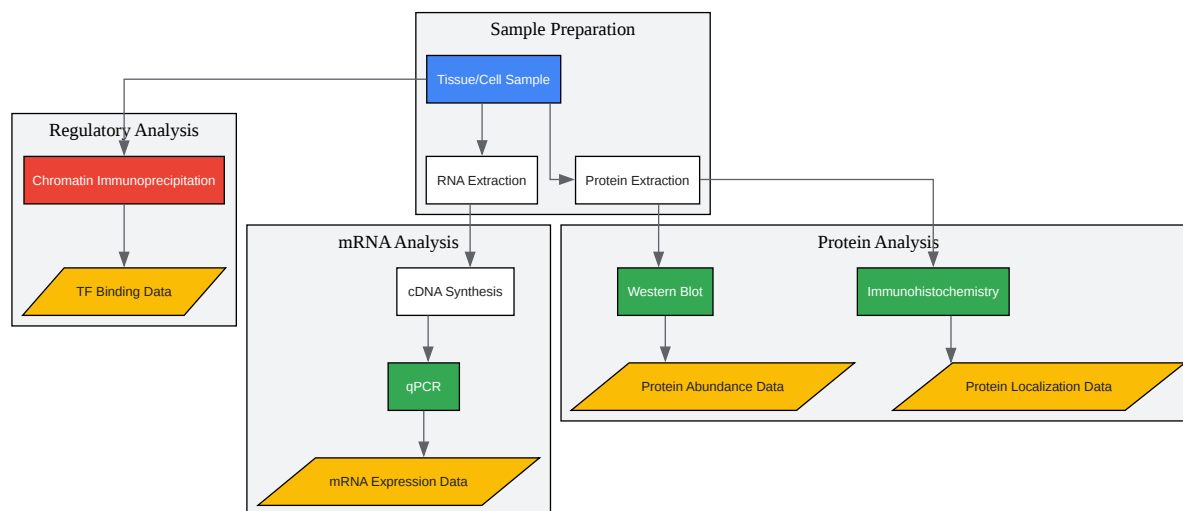 Sample Preparation
Tissue/Cell Sample
RNA Extraction
Protein Extraction
Regulatory Analysis
Chromatin Immunoprecipitation
TF Binding Data
mRNA Analysis
cDNA Synthesis
qPCR
mRNA Expression Data
Protein Analysis
Western Blot
Immunohistochemistry
Protein Abundance Data
Protein Localization Data